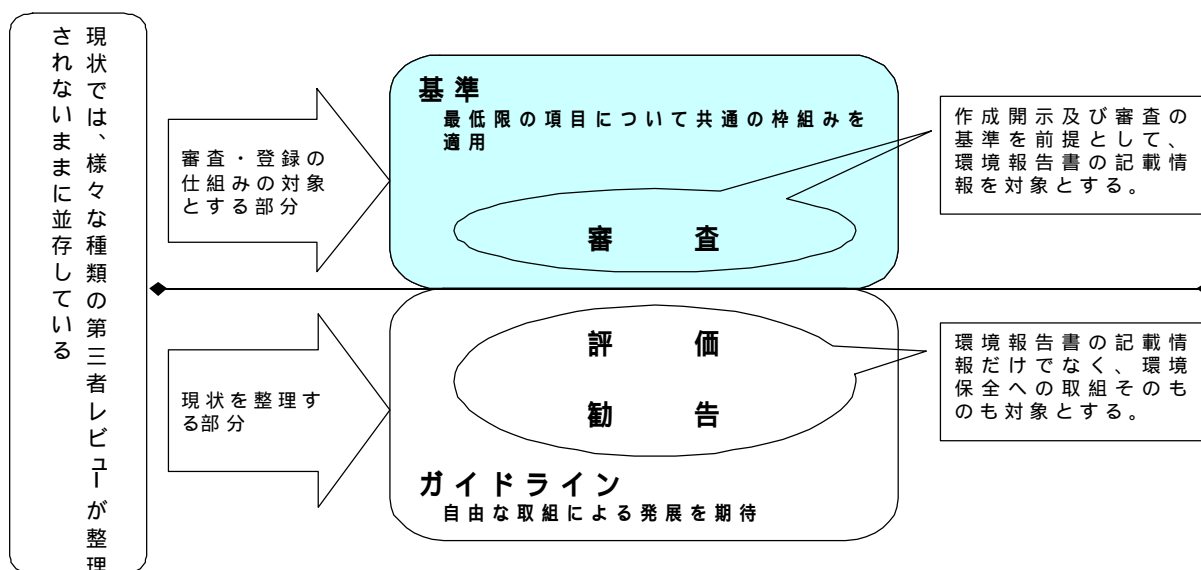 現状では、様々な種類の第三者レビューが整理
されないままに並存している
審査・登録の
仕組みの対象
とする部分
基準
最低限の項目について共通の枠組みを
適用
審　査
作成開示及び審査の
基準を前提として、
環境報告書の記載情
報を対象とする。
現状を整理す
る部分
評　価
勧　告
ガイドライン
自由な取組による発展を期待
環境報告書の記載情
報だけでなく、環境
保全への取組そのも
のも対象とする。